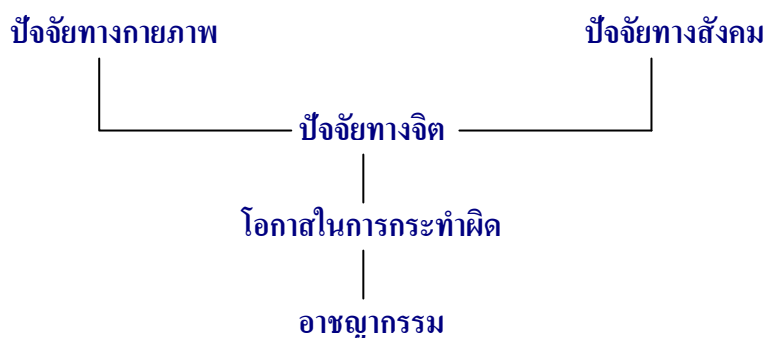 ปัจจัยทางกายภาพ ปัจจัยทางสังคม
ปัจจัยทางจิต
โอกาสในการกระทำผิด
อาชญากรรม